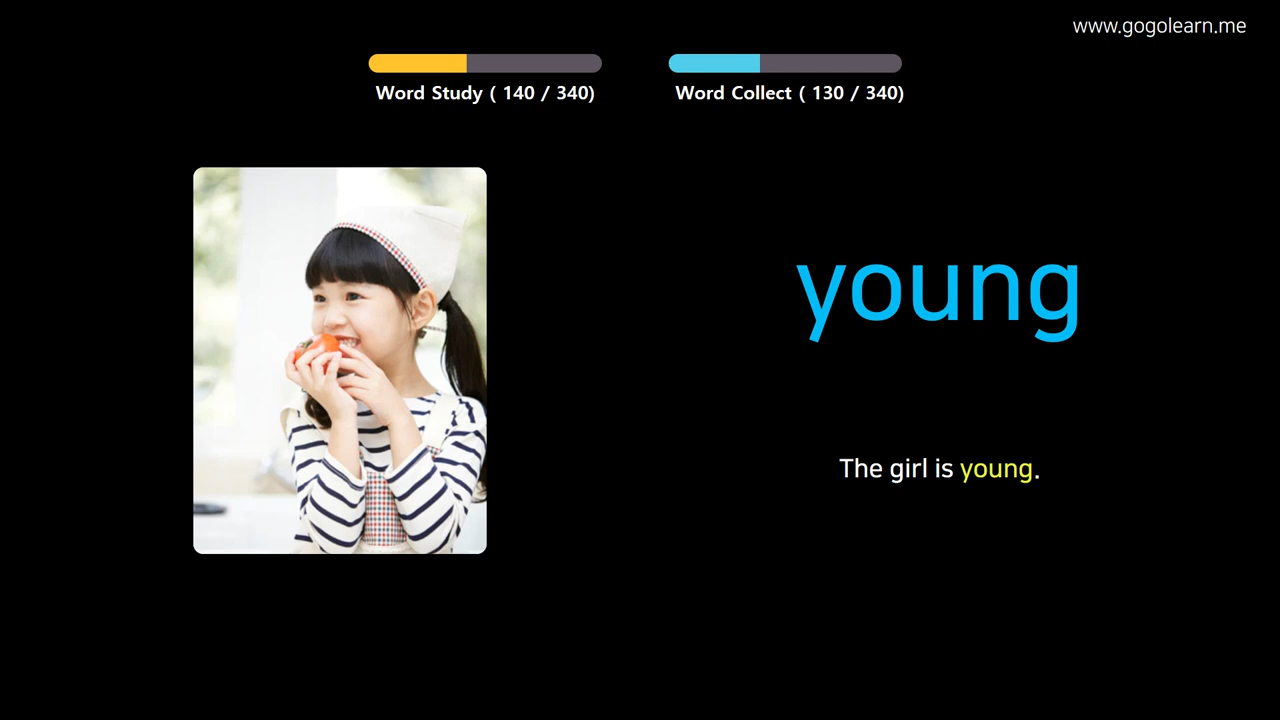 www.gogolearn.me
Word Study ( 140 / 340)
Word Collect ( 130 / 340)
young
The girl is young.